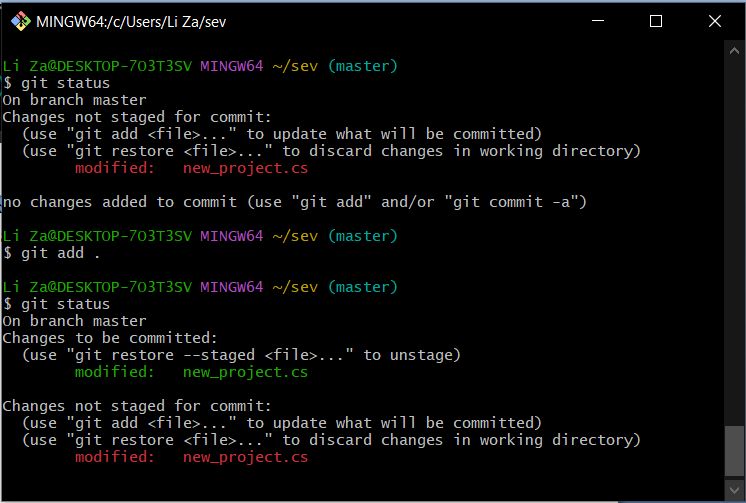 MINGW64:/c/Users/Li Za/sev
Li Za@DESKTOP-7O3T3SV MINGW64 ~/sev (master)
$ git status
On branch master
Changes not staged for commit:
  (use "git add <file>..." to update what will be committed)
  (use "git restore <file>..." to discard changes in working directory)
        modified:   new_project.cs
no changes added to commit (use "git add" and/or "git commit -a")
Li Za@DESKTOP-7O3T3SV MINGW64 ~/sev (master)
$ git add .
Li Za@DESKTOP-7O3T3SV MINGW64 ~/sev (master)
$ git status
On branch master
Changes to be committed:
  (use "git restore --staged <file>..." to unstage)
        modified:   new_project.cs
Changes not staged for commit:
  (use "git add <file>..." to update what will be committed)
  (use "git restore <file>..." to discard changes in working directory)
        modified:   new_project.cs